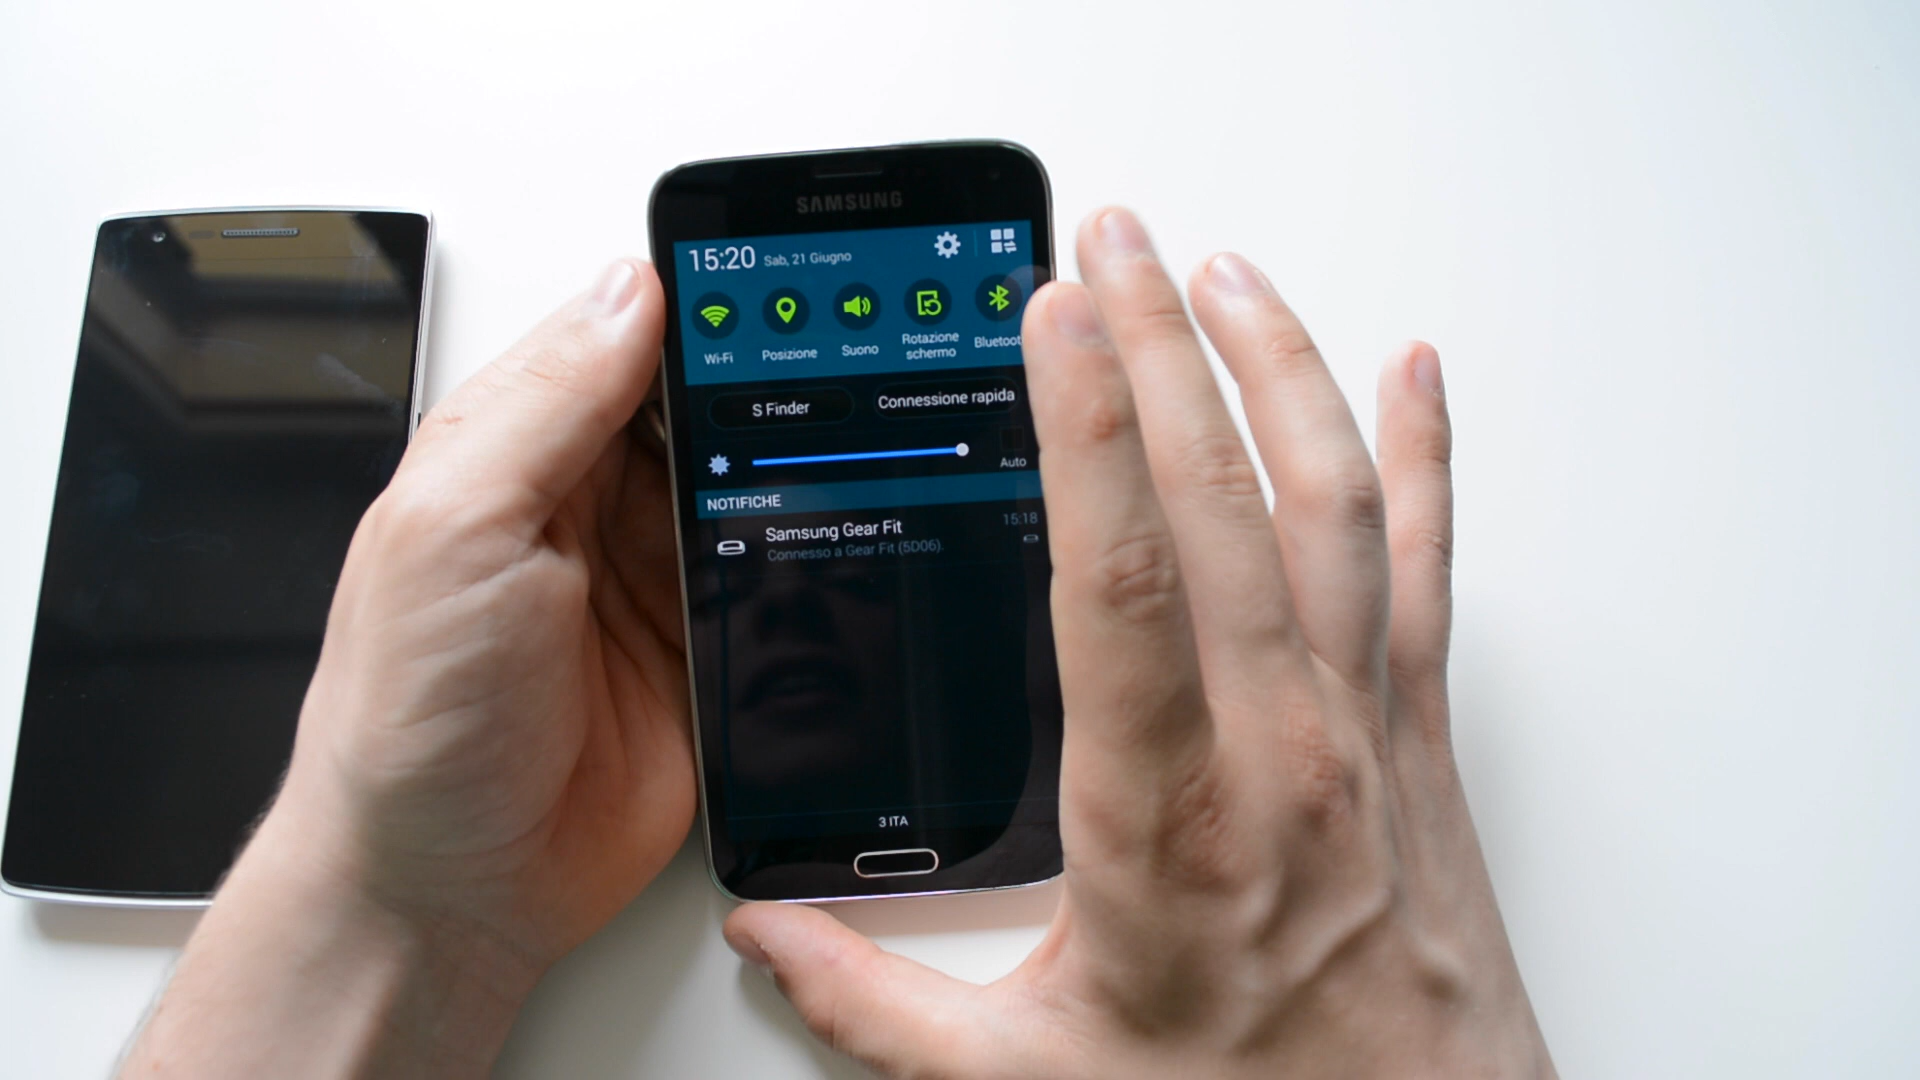 SAMSUNG
15:20 Sab, 21 Giugno
Wi-Fi
Posizione
Suono
Rotazione
schermo
Bluetoot
S Finder
Connessione rapida
Auto
NOTIFICHE
Samsung Gear Fit
15:18
Connesso a Gear Fit (5D06).
3 ITA